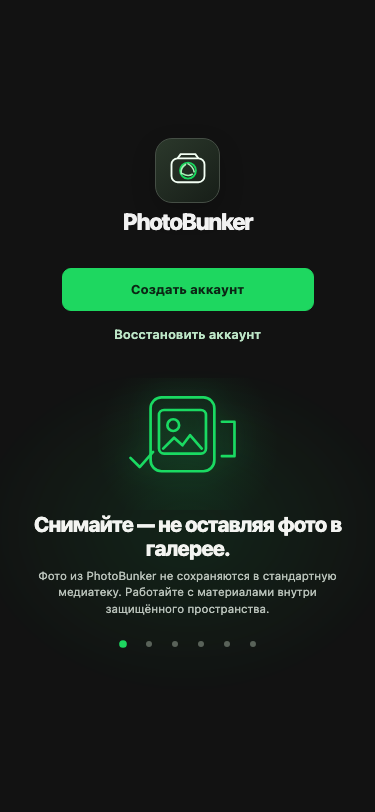 PhotoBunker
Создать аккаунт
Восстановить аккаунт
Снимайте — не оставляя фото в
галерее.
Фото из PhotoBunker не сохраняются в стандартную
медиатеку. Работайте с материалами внутри
защищённого пространства.